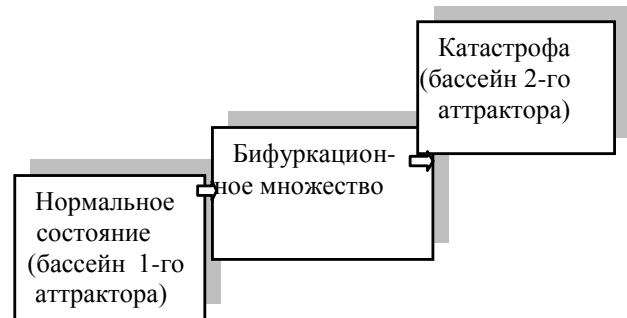 Нормальное
состояние
(бассейн 1-го
аттрактора)
Бифуркацион-
ное множество
Катастрофа
(бассейн 2-го
аттрактора)